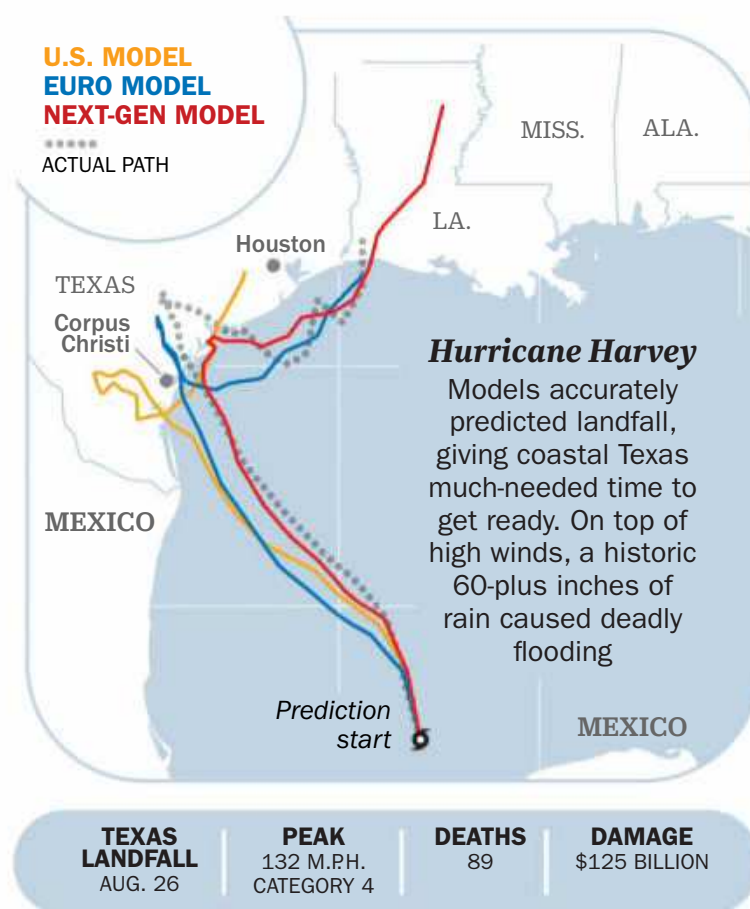 U.S. MODEL
EURO MODEL
NEXT-GEN MODEL
ACTUAL PATH
MISS.
ALA.
LA.
Houston
TEXAS
Corpus
Christi
Hurricane Harvey
Models accurately
predicted landfall,
giving coastal Texas
much-needed time to
get ready. On top of
high winds, a historic
60-plus inches of
rain caused deadly
flooding
MEXICO
Prediction
start
MEXICO
TEXAS
LANDFALL
AUG. 26
PEAK
132 M.P.H.
CATEGORY 4
DEATHS
89
DAMAGE
$125 BILLION